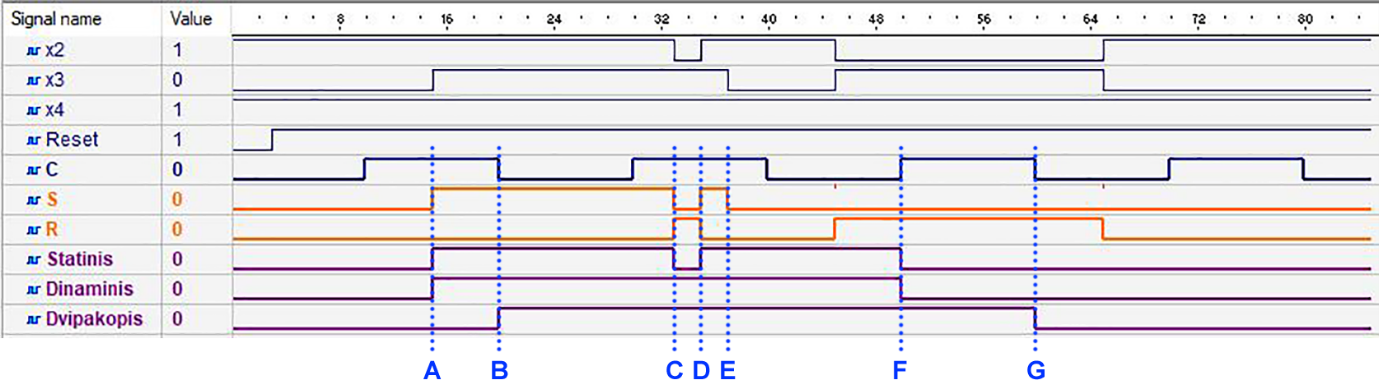 Signal name Value 8 16 24 32 40 48 56 64 72 80
x2 1
x3 0
x4 1
Reset 1
C 0
S 0
R 0
Statinis 0
Dinaminis 0
Dvipakopis 0
A B C D E F G